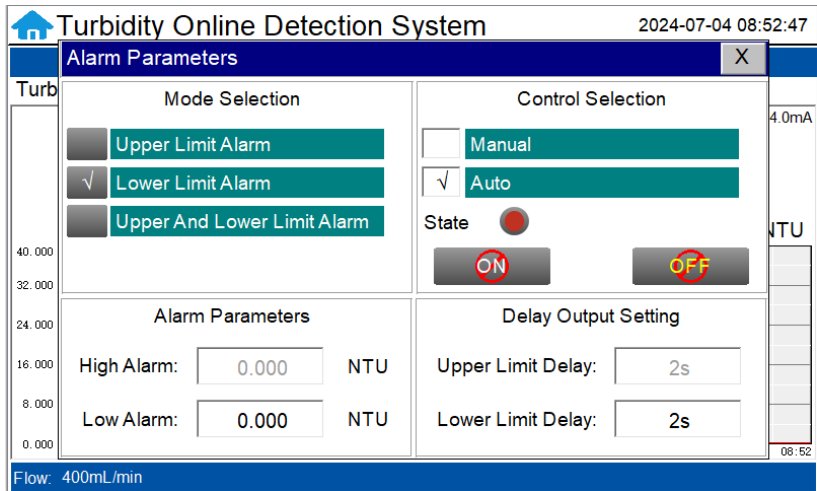 Turbidity Online Detection System 2024-07-04 08:52:47
Alarm Parameters X
Turb
Mode Selection
Control Selection
4.0mA
Upper Limit Alarm
Manual
√ Lower Limit Alarm
√ Auto
Upper And Lower Limit Alarm
State
NTU
ON OFF
40.000
32.000
24.000
16.000
8.000
0.000
Alarm Parameters
High Alarm: 0.000 NTU
Low Alarm: 0.000 NTU
Delay Output Setting
Upper Limit Delay: 2s
Lower Limit Delay: 2s
08:52
Flow: 400mL/min